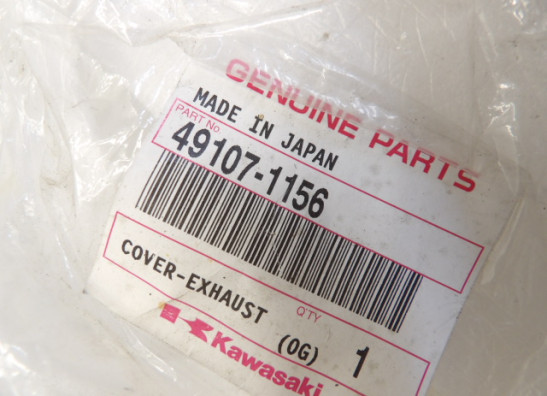 GENUINE PARTS
MADE IN JAPAN
PART No
49107-1156
COVER-EXHAUST (OG)
Q'TY
1
Kawasaki